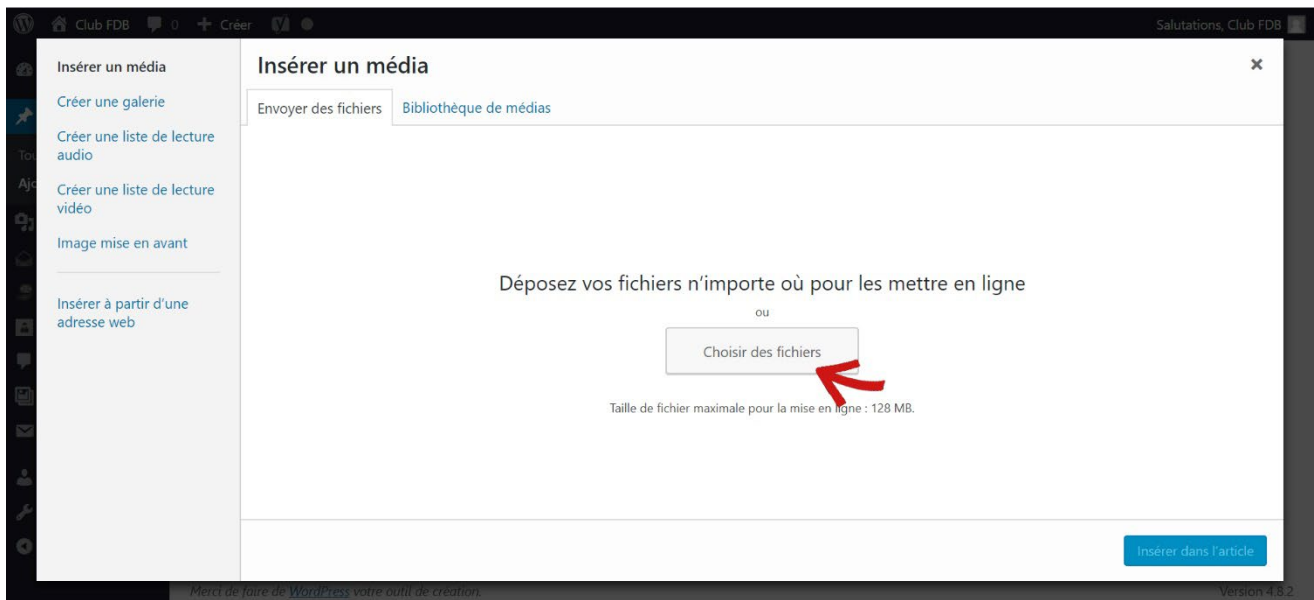 Club FDB 0 + Créer
Salutations, Club FDB
Insérer un média
Créer une galerie
Créer une liste de lecture
audio
Créer une liste de lecture
vidéo
Image mise en avant
Insérer à partir d'une
adresse web
Insérer un média
Envoyer des fichiers
Bibliothèque de médias
Déposez vos fichiers n'importe où pour les mettre en ligne
ou
Choisir des fichiers
Taille de fichier maximale pour la mise en ligne : 128 MB.
Insérer dans l'article
Tou
Ajo
Merci de faire de WordPress votre outil de création.
Version 4.8.2